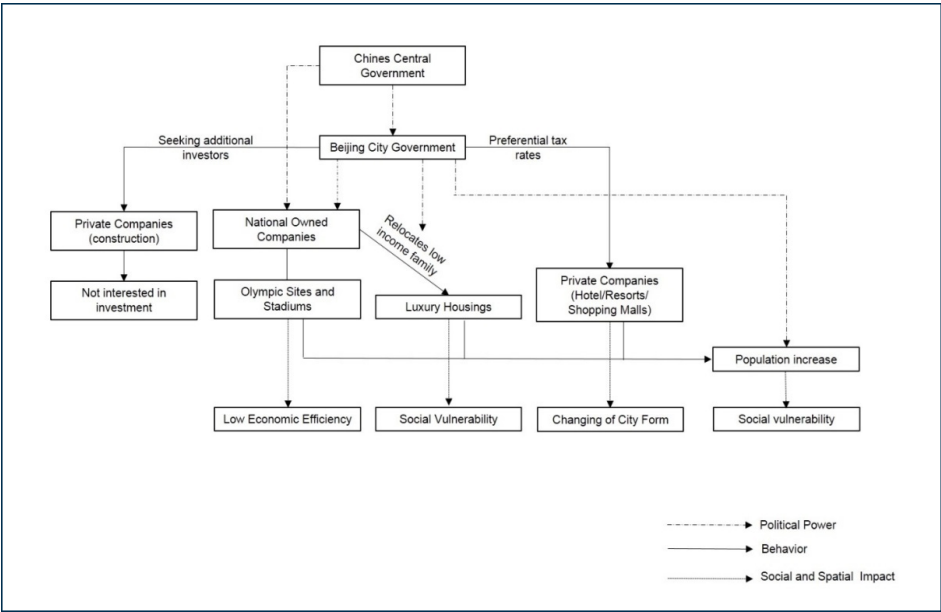 Chines Central
Government
Seeking additional
investors
Beijing City Government
Preferential tax
rates
Private Companies
(construction)
National Owned
Companies
Relocates low
income family
Not interested in
investment
Olympic Sites and
Stadiums
Luxury Housings
Private Companies
(Hotel/Resorts/
Shopping Malls)
Population increase
Low Economic Efficiency
Social Vulnerability
Changing of City Form
Social vulnerability
Political Power
Behavior
Social and Spatial Impact